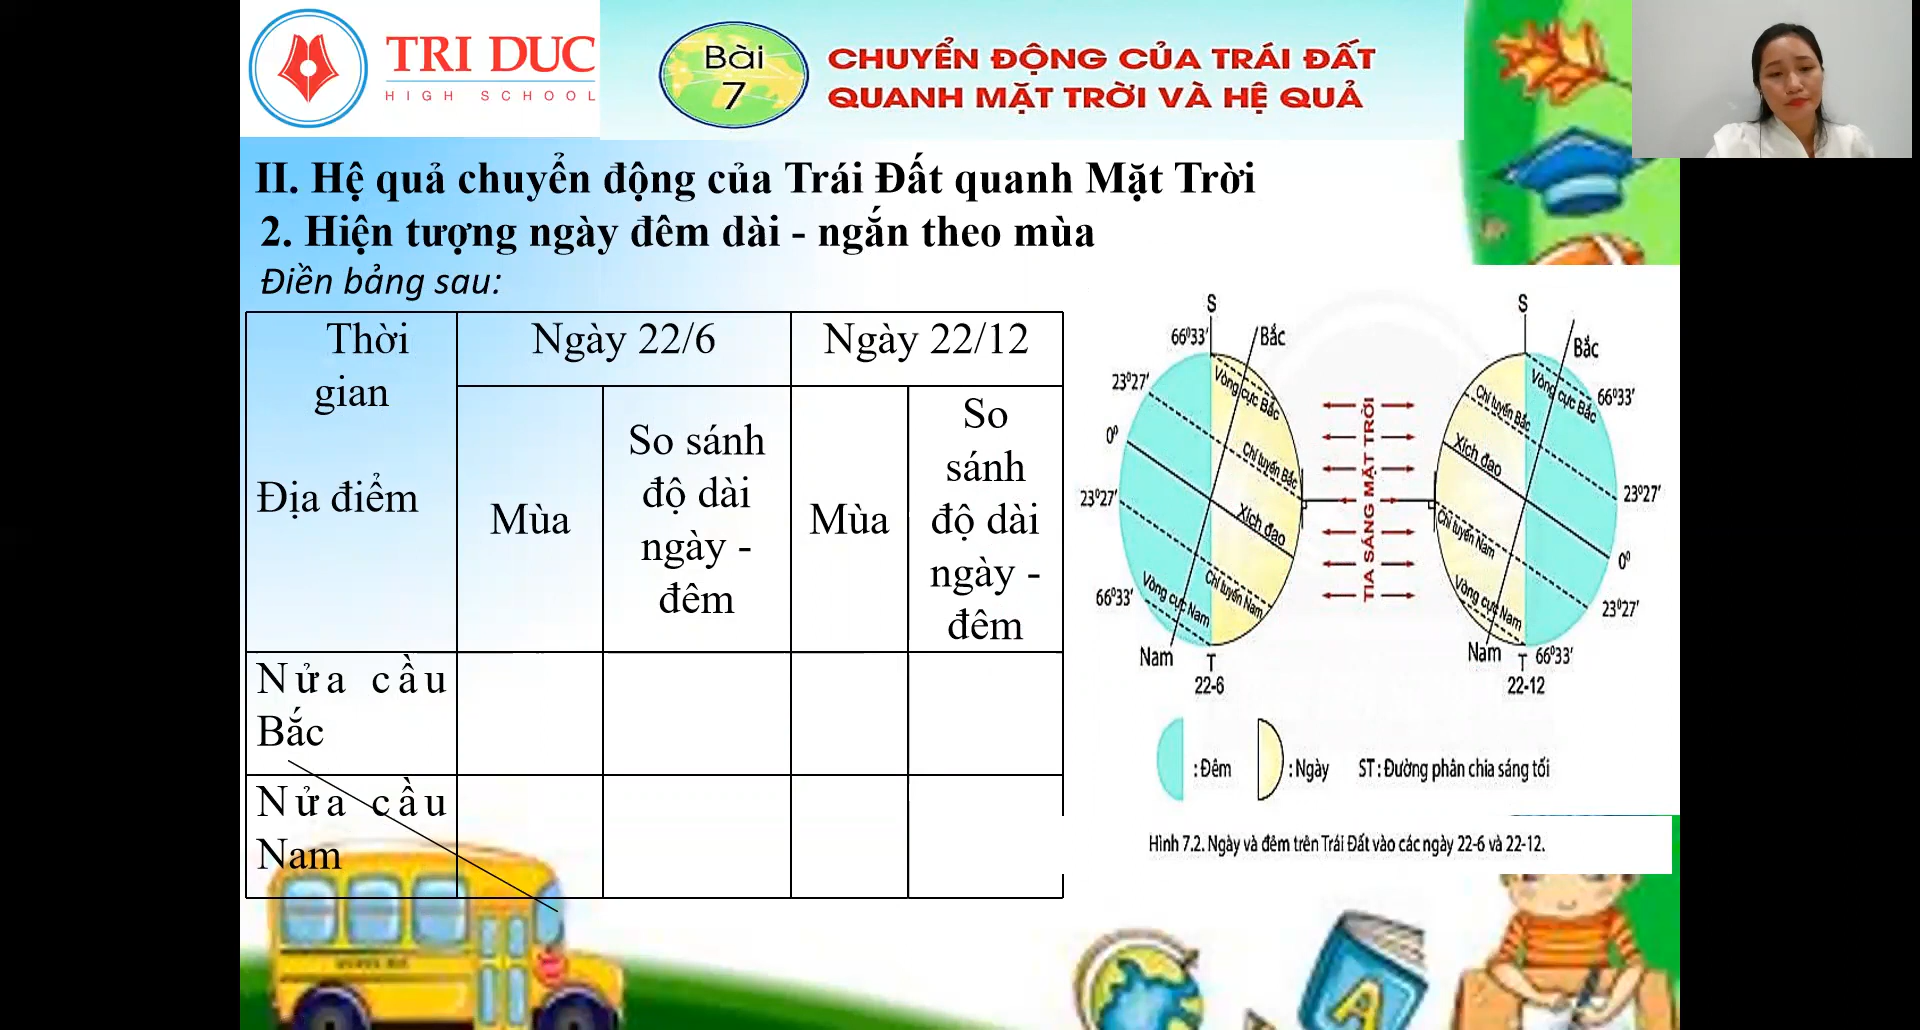 TRI DUC
HIGH SCHOOL
Bài
7
CHUYỂN ĐỘNG CỦA TRÁI ĐẤT
QUANH MẶT TRỜI VÀ HỆ QUẢ
II. Hệ quả chuyển động của Trái Đất quanh Mặt Trời
2. Hiện tượng ngày đêm dài - ngắn theo mùa
Điền bảng sau:
Thời
gian
Địa điểm
Ngày 22/6
Ngày 22/12
Mùa
So sánh
độ dài
ngày -
đêm
Mùa
So
sánh
độ dài
ngày -
đêm
Nửa cầu
Bắc
Nửa cầu
Nam
S
Bắc
66°33'
23°27'
0°
23°27'
66°33'
Vòng cực Bắc
Chí tuyến Bắc
Xích đạo
Chí tuyến Nam
Vòng cực Nam
Nam
T
22-6
TIA SÁNG MẶT TRỜI
S
Bắc
66°33'
23°27'
0°
23°27'
66°33'
Vòng cực Bắc
Chí tuyến Bắc
Xích đạo
Chí tuyến Nam
Vòng cực Nam
Nam
T
22-12
: Đêm
: Ngày
ST : Đường phân chia sáng tối
Hình 7.2. Ngày và đêm trên Trái Đất vào các ngày 22-6 và 22-12.
A